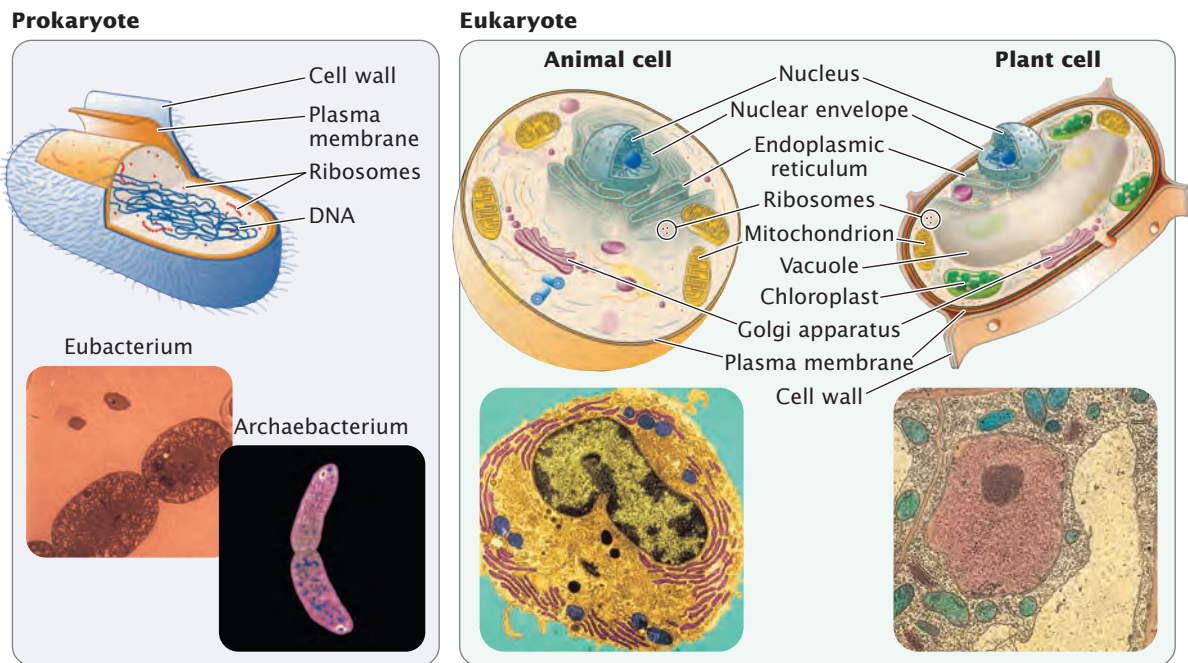 Prokaryote
Cell wall
Plasma
membrane
Ribosomes
DNA
Eubacterium
Archaebacterium
Eukaryote
Animal cell
Plant cell
Nucleus
Nuclear envelope
Endoplasmic
reticulum
Ribosomes
Mitochondrion
Vacuole
Chloroplast
Golgi apparatus
Plasma membrane
Cell wall